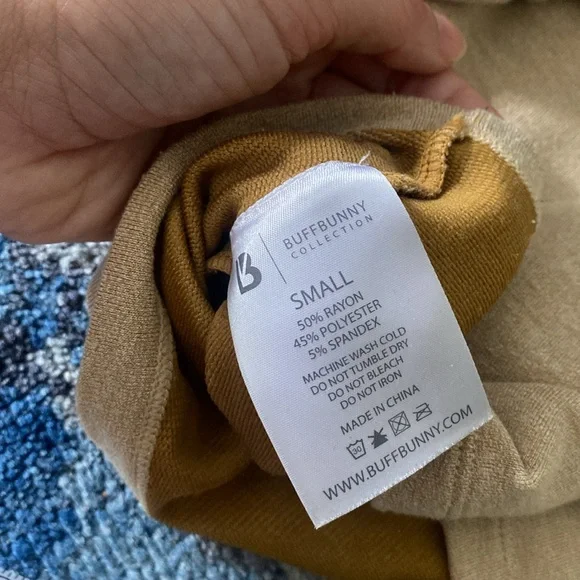 B
BUFFBUNNY
COLLECTION
SMALL
50% RAYON
45% POLYESTER
5% SPANDEX
MACHINE WASH COLD
DO NOT TUMBLE DRY
DO NOT BLEACH
DO NOT IRON
MADE IN CHINA
30
WWW.BUFFBUNNY.COM